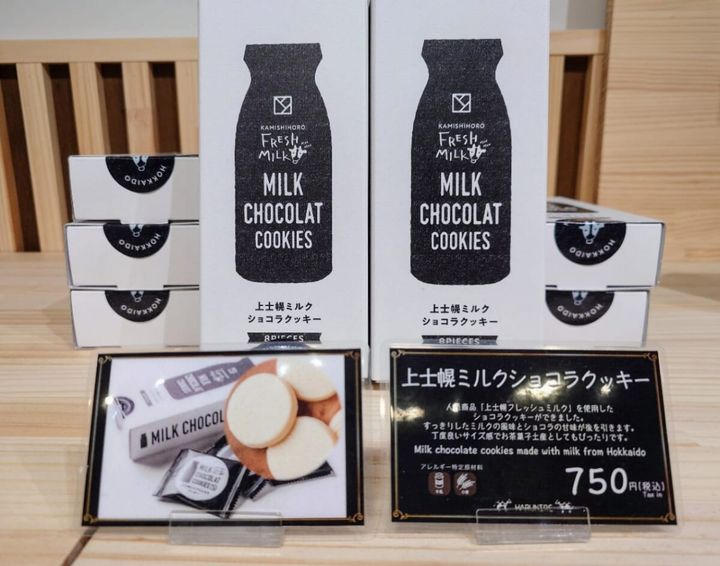 KAMISHIHORO
FRESH
MILK
MILK
CHOCOLAT
COOKIES
上士幌ミルク
ショコラクッキー
8PIECES
KAMISHIHORO
FRESH
MILK
MILK
CHOCOLAT
COOKIES
上士幌ミルク
ショコラクッキー
8PIECES
HOKKAIDO
HOKKAIDO
HOKKAIDO
HOKKAIDO
MILK CHOCOL
MILK
上士幌ミルクショコラクッキー
人気商品「上士幌フレッシュミルク」を使用した
ショコラクッキーができました。
すっきりしたミルクの風味とショコラの甘味が後を引きます。
丁度良いサイズ感でお茶菓子土産としてもぴったりです。
Milk chocolate cookies made with milk from Hokkaido
アレルギー特定原材料
750円(税込)
Tax in